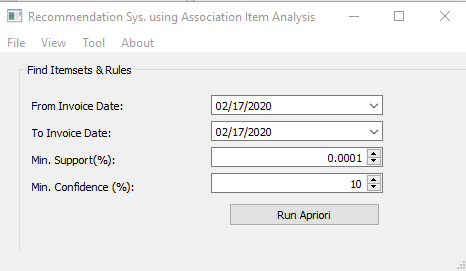 Recommendation Sys. using Association Item Analysis
File View Tool About
Find Itemsets & Rules
From Invoice Date: 02/17/2020
To Invoice Date: 02/17/2020
Min. Support(%): 0.0001
Min. Confidence (%): 10
Run Apriori